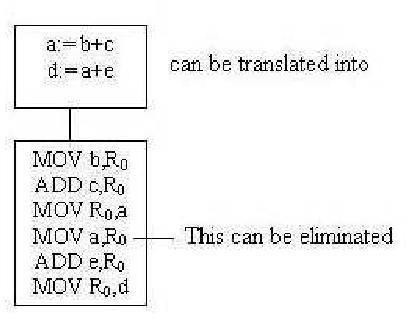 a:=b+c
d:=a+e
can be translated into
MOV b,R₀
ADD c,R₀
MOV R₀,a
MOV a,R₀
This can be eliminated
ADD e,R₀
MOV R₀,d